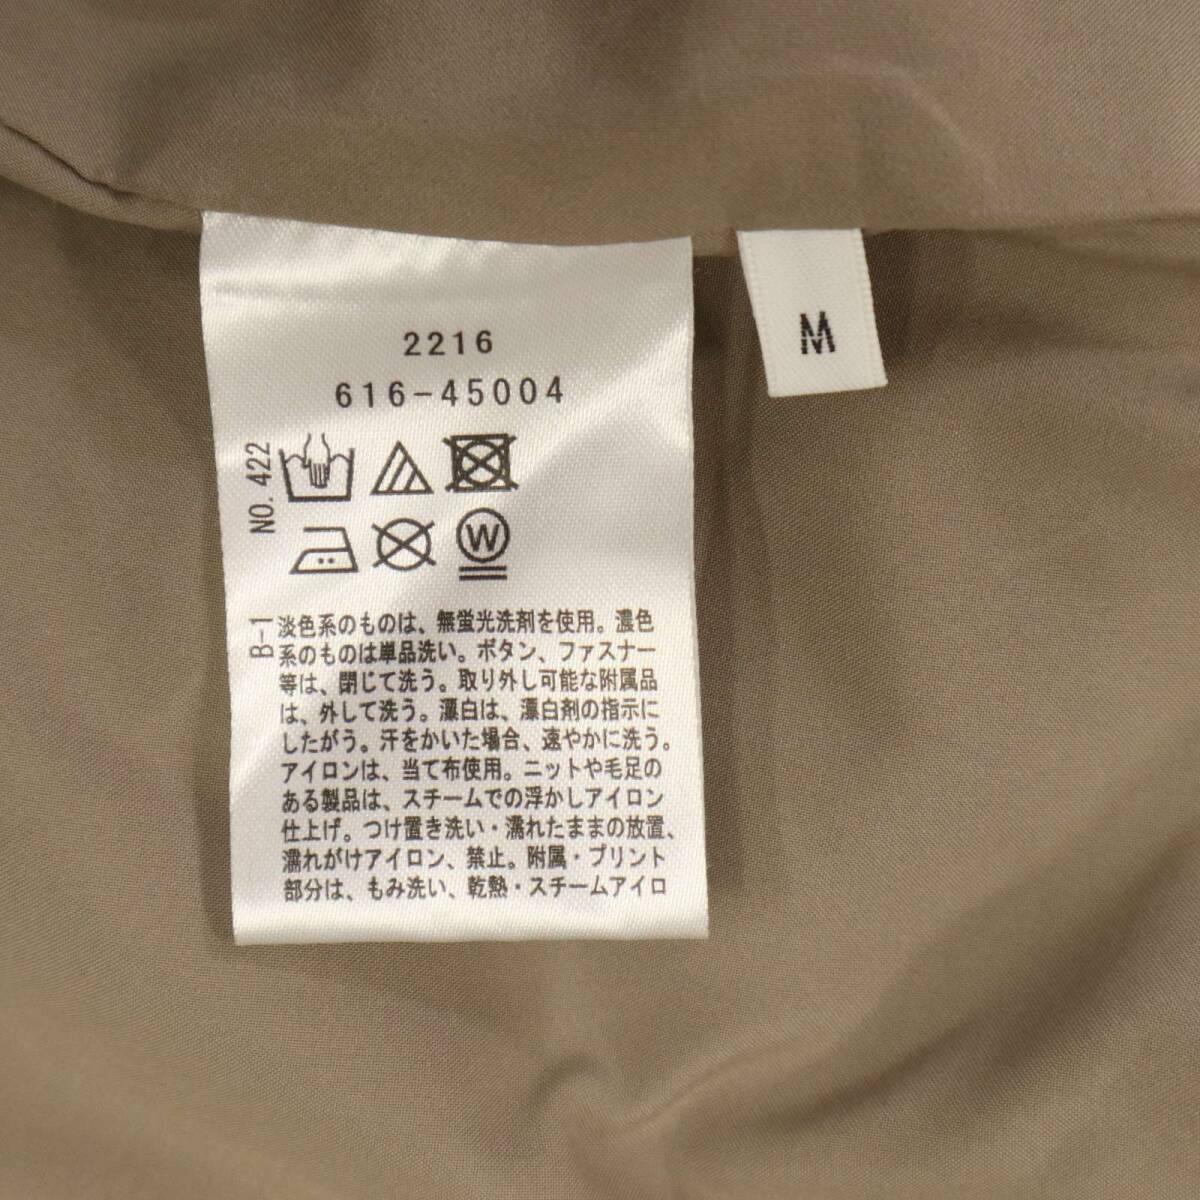 2216
616-45004
M
NO. 422
W
B-1
淡色系のものは、無蛍光洗剤を使用。濃色
系のものは単品洗い。ボタン、ファスナー
等は、閉じて洗う。取り外し可能な附属品
は、外して洗う。漂白は、漂白剤の指示に
したがう。汗をかいた場合、速やかに洗う。
アイロンは、当て布使用。ニットや毛足の
ある製品は、スチームでの浮かしアイロン
仕上げ。つけ置き洗い・濡れたままの放置、
濡れがけアイロン、禁止。附属・プリント
部分は、もみ洗い、乾熱・スチームアイロ